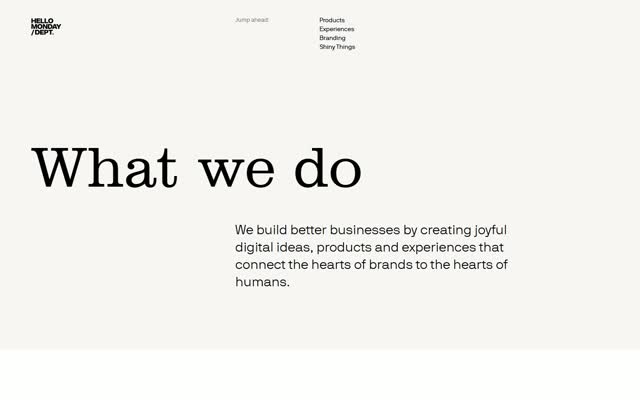 HELLO
MONDAY
/DEPT.
Jump ahead:
Products
Experiences
Branding
Shiny Things
What we do
We build better businesses by creating joyful
digital ideas, products and experiences that
connect the hearts of brands to the hearts of
humans.